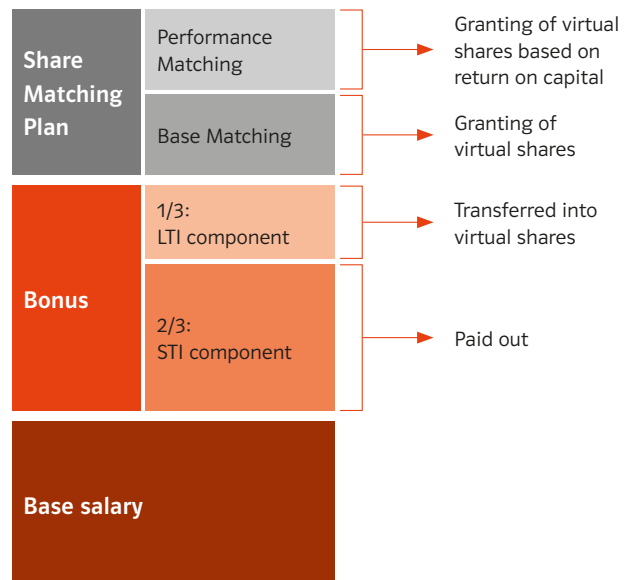 Share
Matching
Plan
Performance
Matching
Granting of virtual
shares based on
return on capital
Base Matching
Granting of
virtual shares
Bonus
1/3:
LTI component
Transferred into
virtual shares
2/3:
STI component
Paid out
Base salary